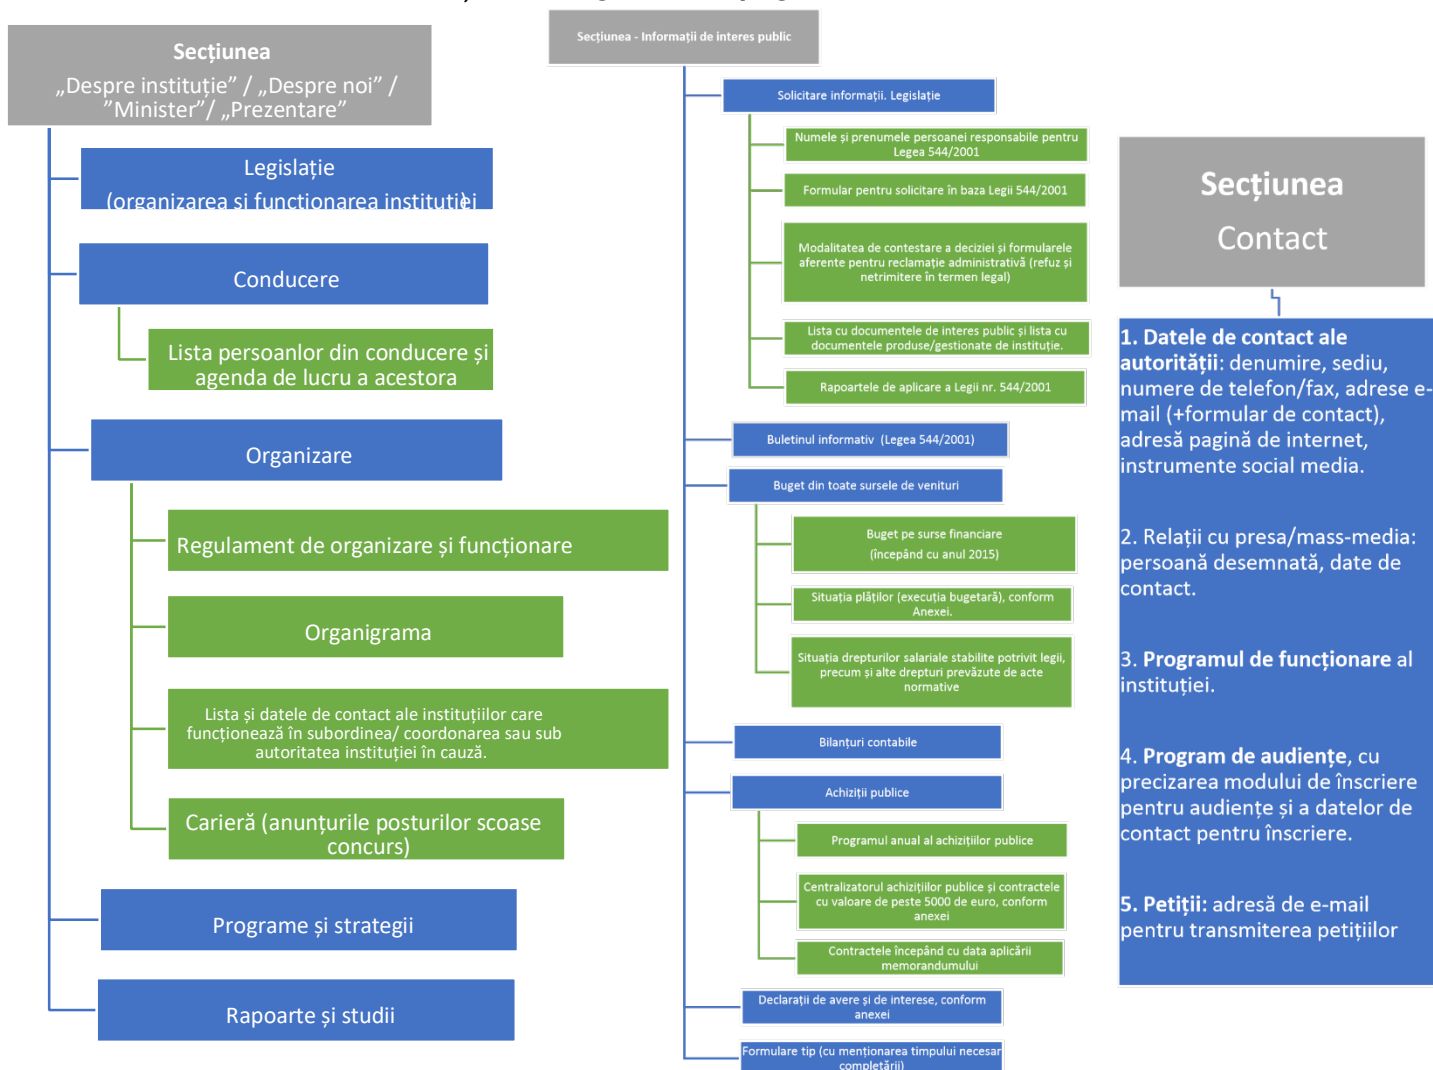 Secțiunea
„Despre instituție” / „Despre noi” /
”Minister”/ „Prezentare”
Legislație
(organizarea și funcționarea instituției)
Conducere
Lista persoanlor din conducere și
agenda de lucru a acestora
Organizare
Regulament de organizare și funcționare
Organigrama
Lista și datele de contact ale instituțiilor care
funcționează în subordinea/ coordonarea sau sub
autoritatea instituției în cauză.
Carieră (anunțurile posturilor scoase
concurs)
Programe și strategii
Rapoarte și studii
Secțiunea - Informații de interes public
Solicitare informații. Legislație
Numele și prenumele persoanei responsabile pentru
Legea 544/2001
Formular pentru solicitare în baza Legii 544/2001
Modalitatea de contestare a deciziei și formularele
aferente pentru reclamație administrativă (refuz și
netrimitere în termen legal)
Lista cu documentele de interes public și lista cu
documentele produse/gestionate de instituție.
Rapoartele de aplicare a Legii nr. 544/2001
Buletinul informativ (Legea 544/2001)
Buget din toate sursele de venituri
Buget pe surse financiare
(începând cu anul 2015)
Situația plăților (execuția bugetară), conform
Anexei.
Situația drepturilor salariale stabilite potrivit legii,
precum și alte drepturi prevăzute de acte
normative
Bilanțuri contabile
Achiziții publice
Programul anual al achizițiilor publice
Centralizatorul achizițiilor publice și contractele
cu valoare de peste 5000 de euro, conform
anexei
Contractele începând cu data aplicării
memorandumului
Declarații de avere și de interese, conform
anexei
Formulare tip (cu menționarea timpului necesar
completării)
Secțiunea
Contact
1. Datele de contact ale
autorității: denumire, sediu,
numere de telefon/fax, adrese e-
mail (+formular de contact),
adresă pagină de internet,
instrumente social media.
2. Relații cu presa/mass-media:
persoană desemnată, date de
contact.
3. Programul de funcționare al
instituției.
4. Program de audiențe, cu
precizarea modului de înscriere
pentru audiențe și a datelor de
contact pentru înscriere.
5. Petiții: adresă de e-mail
pentru transmiterea petițiilor